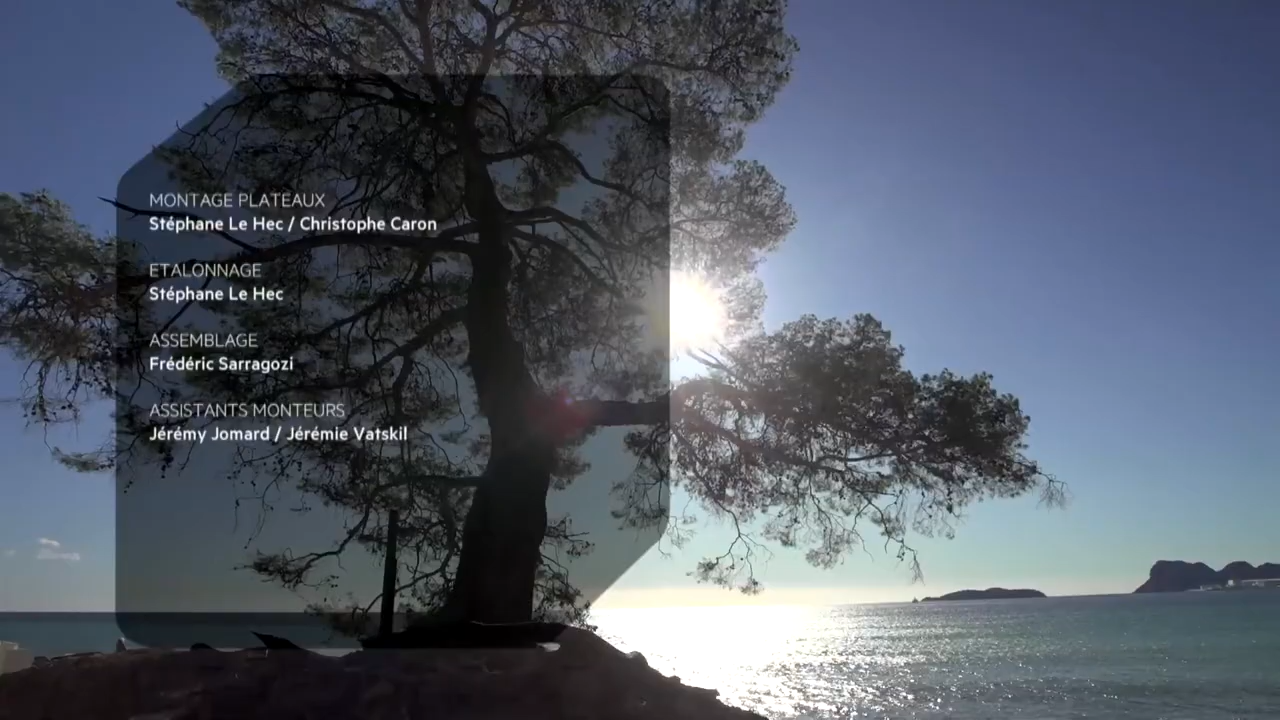 MONTAGE PLATEAUX
Stéphane Le Hec / Christophe Caron
ETALONNAGE
Stéphane Le Hec
ASSEMBLAGE
Frédéric Sarragozi
ASSISTANTS MONTEURS
Jérémy Jomard / Jérémie Vatskil